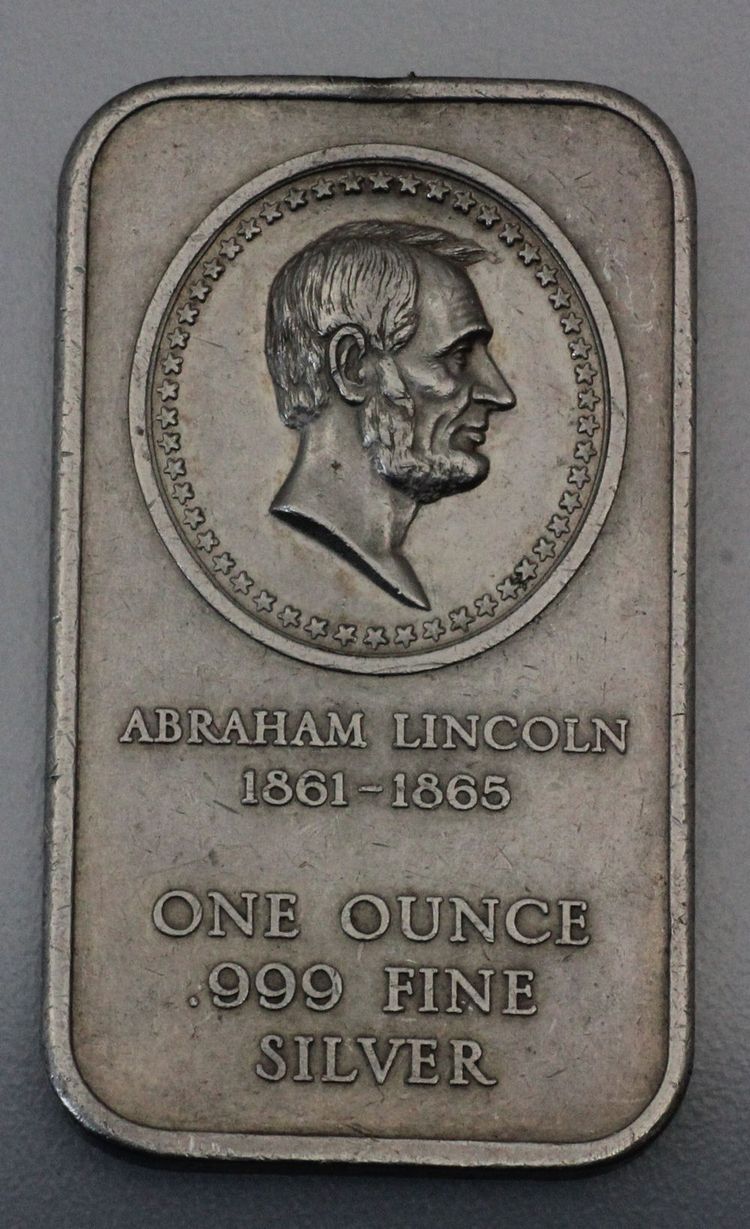 ABRAHAM LINCOLN
1861-1865
ONE OUNCE
.999 FINE
SILVER